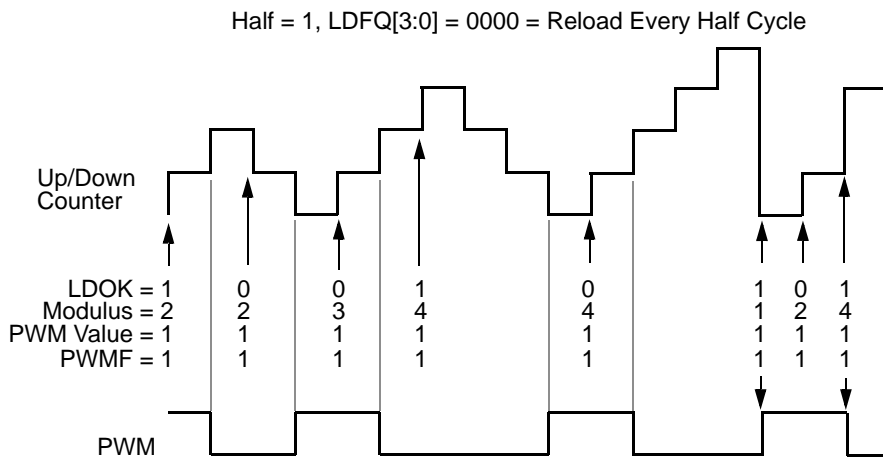 Half = 1, LDFQ[3:0] = 0000 = Reload Every Half Cycle
Up/Down
Counter
LDOK = 1 0 0 1 0 1 0 1
Modulus = 2 2 3 4 4 1 2 4
PWM Value = 1 1 1 1 1 1 1 1
PWMF = 1 1 1 1 1 1 1 1
PWM